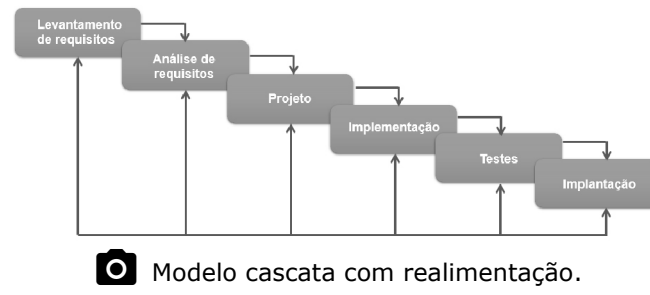 Levantamento
de requisitos
Análise de
requisitos
Projeto
Implementação
Testes
Implantação
Modelo cascata com realimentação.